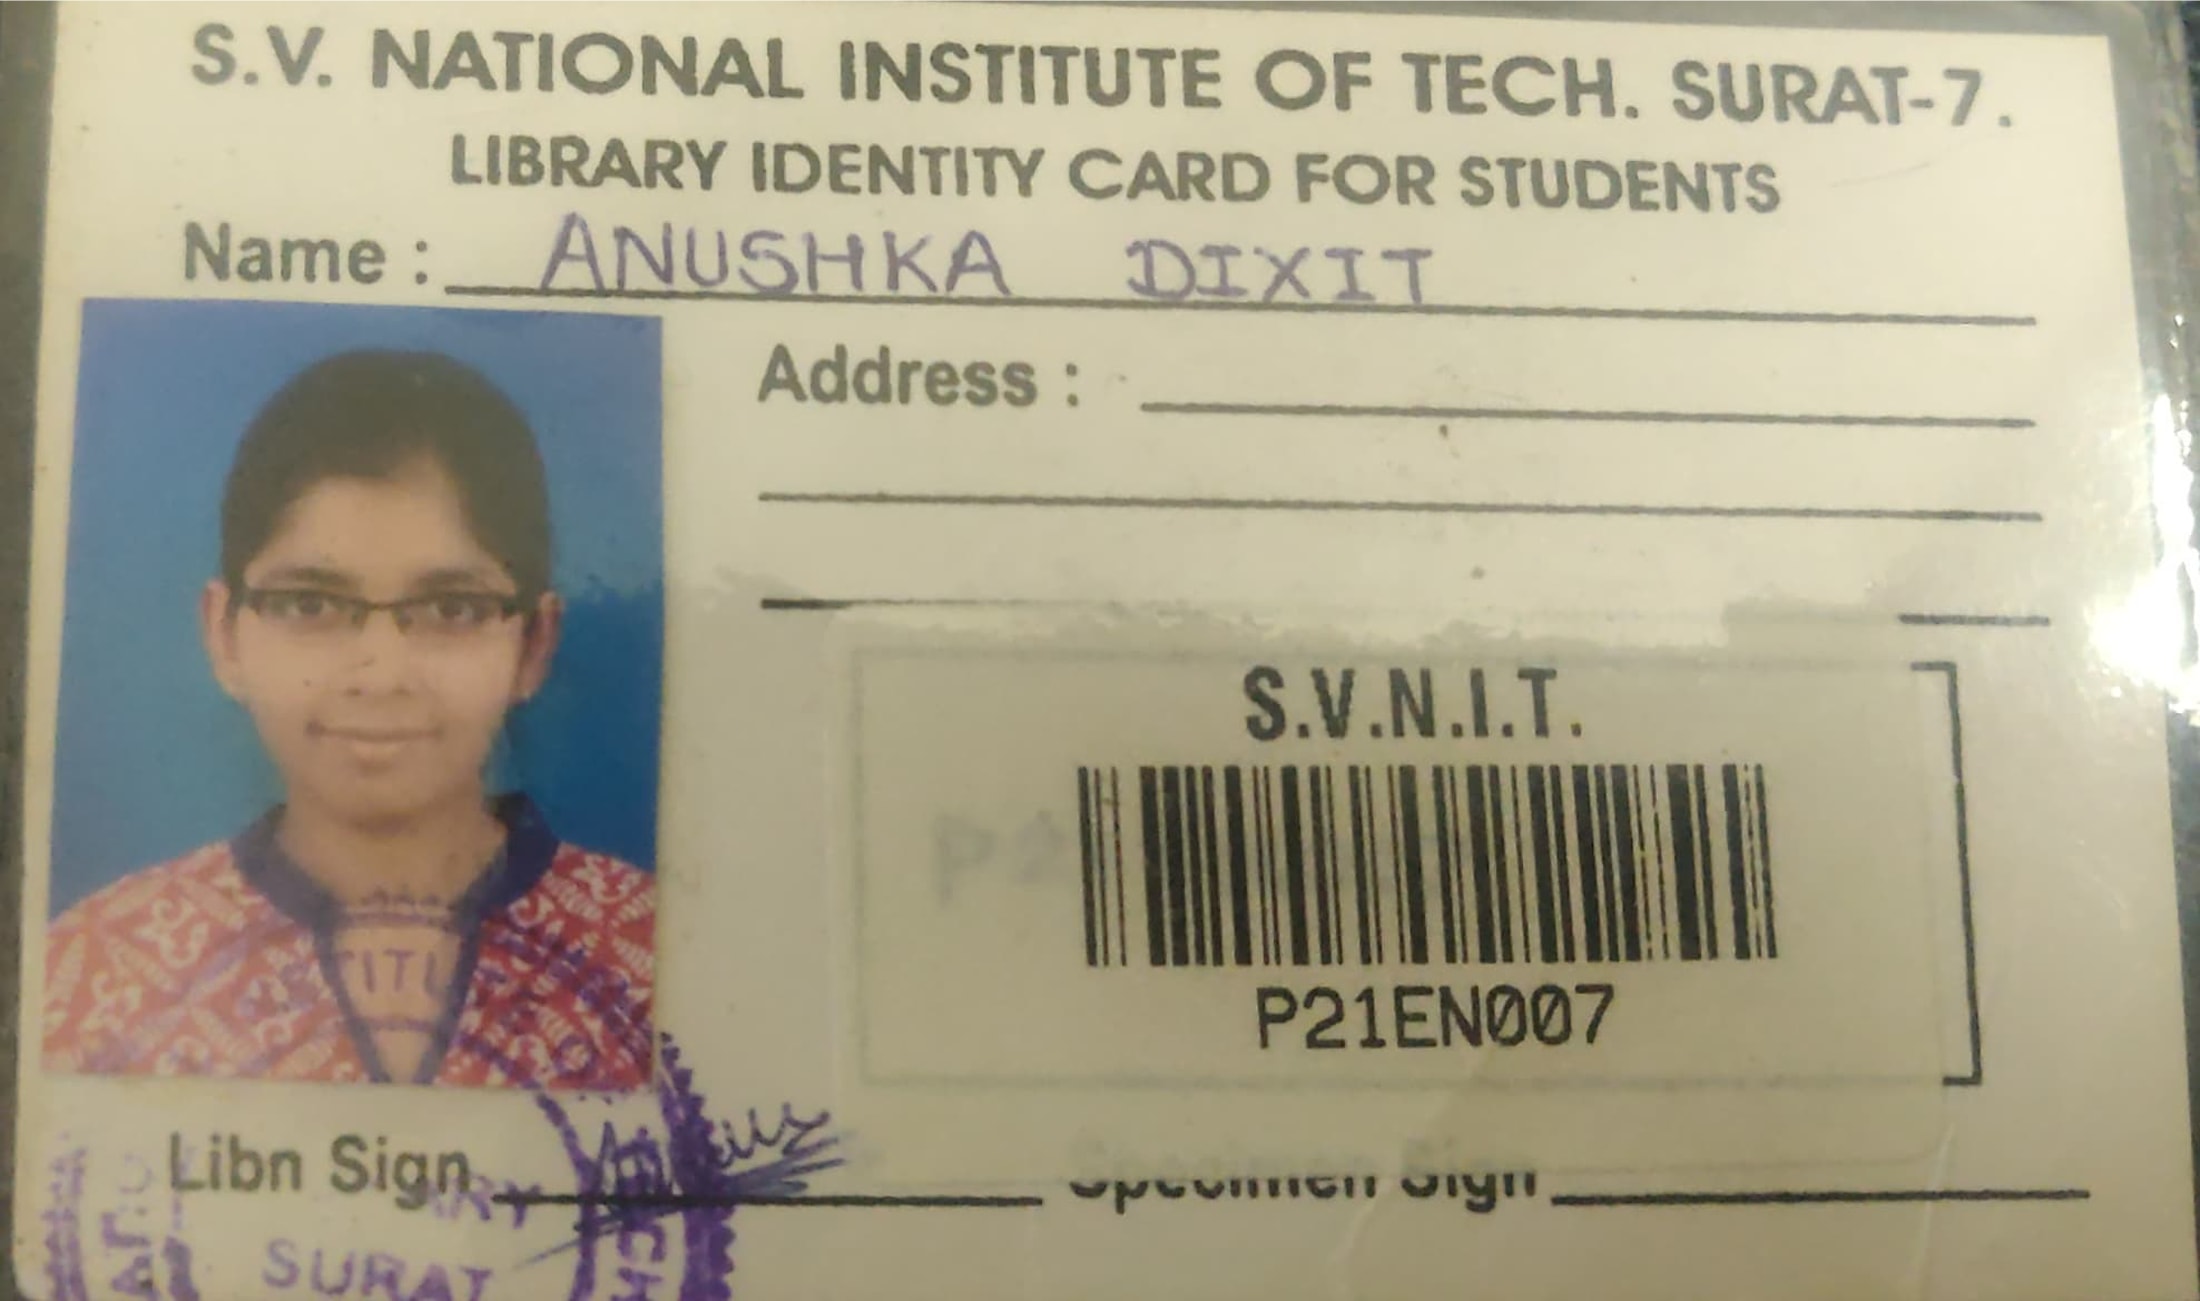 S.V. NATIONAL INSTITUTE OF TECH. SURAT-7.
LIBRARY IDENTITY CARD FOR STUDENTS
Name : ANUSHKA DIXIT
Address :
S.V.N.I.T.
P21EN007
Libn Sign
Specimen Sign
SURAT